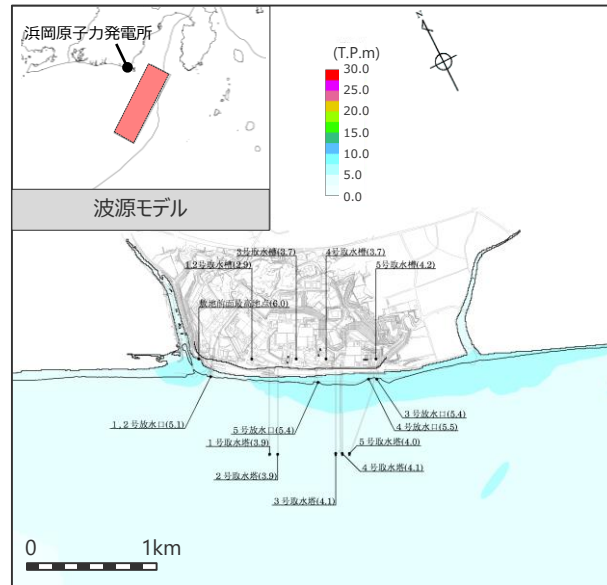 浜岡原子力発電所
波源モデル
(T.P.m)
30.0
25.0
20.0
15.0
10.0
5.0
0.0
N
3号取水槽(3.7)
4号取水槽(3.7)
1,2号取水槽(2.9)
5号取水槽(4.2)
敷地前面最高地点(6.0)
1,2号放水口(5.1)
5号放水口(5.4)
3号放水口(5.4)
4号放水口(5.5)
1号取水塔(3.9)
5号取水塔(4.0)
2号取水塔(3.9)
4号取水塔(4.1)
3号取水塔(4.1)
0 1km